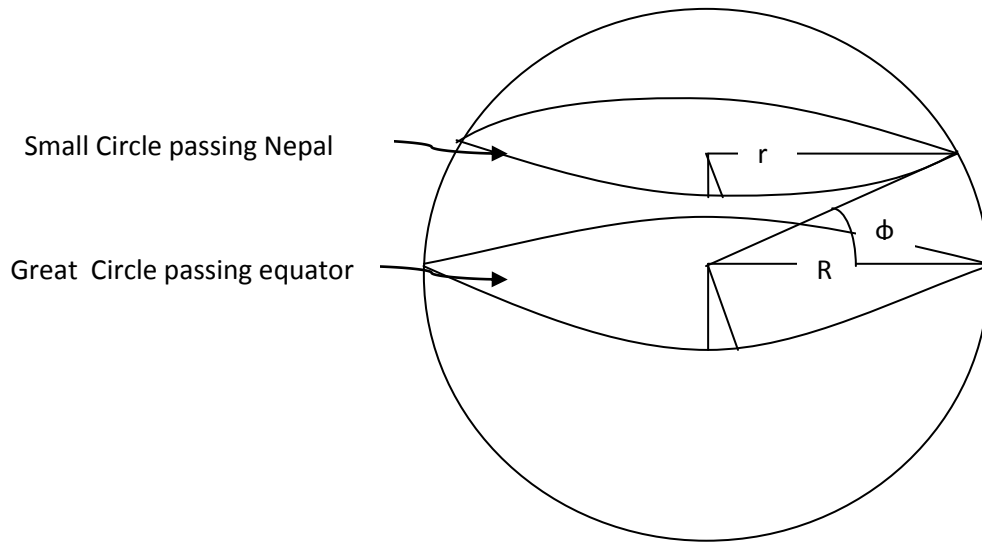 Small Circle passing Nepal
r
ϕ
Great Circle passing equator
R